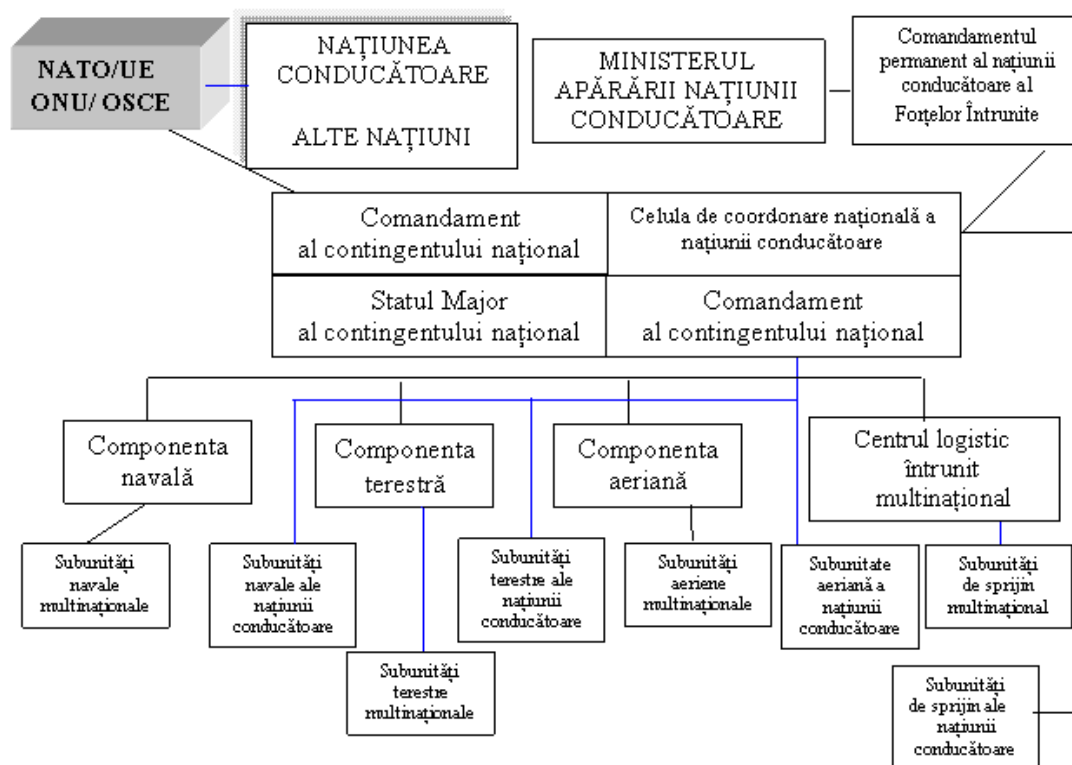 NATO/UE
ONU/ OSCE
NAȚIUNEA
CONDUCĂTOARE
ALTE NAȚIUNI
MINISTERUL
APĂRĂRII NAȚIUNII
CONDUCĂTOARE
Comandamentul
permanent al națiunii
conducătoare al
Forțelor Întrunite
Comandament
al contingentului național
Celula de coordonare națională a
națiunii conducătoare
Statul Major
al contingentului național
Comandament
al contingentului național
Componenta
navală
Componenta
terestră
Componenta
aeriană
Centrul logistic
întrunit
multinațional
Subunități
navale
multinaționale
Subunități
navale ale
națiunii
conducătoare
Subunități
terestre ale
națiunii
conducătoare
Subunități
aeriene
multinaționale
Subunitate
aeriană a
națiunii
conducătoare
Subunități
de sprijin
multinațional
Subunități
terestre
multinaționale
Subunități
de sprijin ale
națiunii
conducătoare